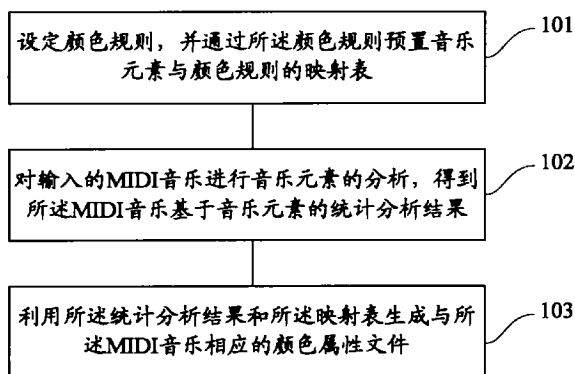 设定颜色规则，并通过所述颜色规则预置音乐
元素与颜色规则的映射表
101
对输入的MIDI音乐进行音乐元素的分析，得到
所述MIDI音乐基于音乐元素的统计分析结果
102
利用所述统计分析结果和所述映射表生成与所
述MIDI音乐相应的颜色属性文件
103